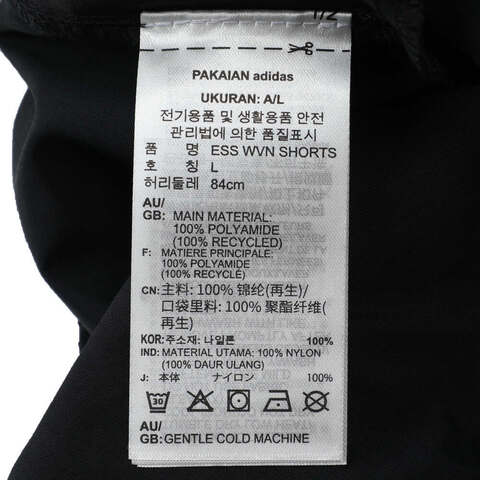 1/2
PAKAIAN adidas
UKURAN: A/L
전기용품 및 생활용품 안전
관리법에 의한 품질표시
품 명 ESS WVN SHORTS
호 칭 L
허리둘레 84cm
AU/
GB: MAIN MATERIAL:
100% POLYAMIDE
(100% RECYCLED)
F: MATIERE PRINCIPALE:
100% POLYAMIDE
(100% RECYCLÉ)
CN: 主料: 100% 锦纶(再生)/
口袋里料: 100% 聚酯纤维(
再生)
KOR: 주소재: 나일론 100%
IND: MATERIAL UTAMA: 100% NYLON
(100% DAUR ULANG)
J: 本体 ナイロン 100%
30
AU/
GB: GENTLE COLD MACHINE